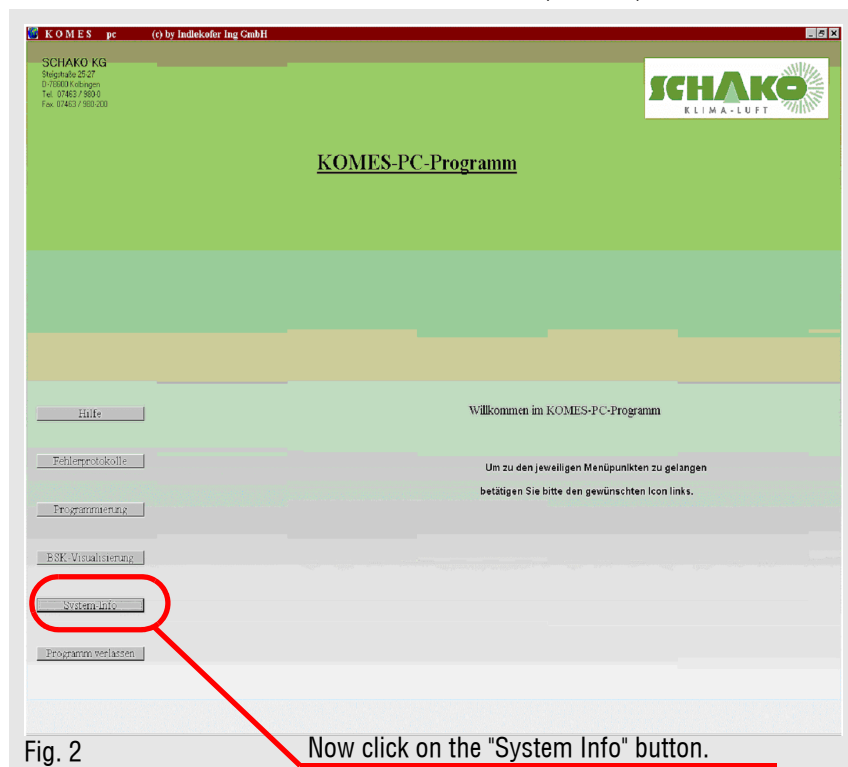 K O M E S pc (c) by Indlekofer Ing GmbH
SCHAKO KG
Steigstraße 25-27
D-78600 Kolbingen
Tel. 07463 / 980-0
Fax. 07463 / 980-200
SCHAKO
KLIMA-LUFT
KOMES-PC-Programm
Hilfe
Willkommen im KOMES-PC-Programm
Fehlerprotokolle
Um zu den jeweiligen Menüpunkten zu gelangen
betätigen Sie bitte den gewünschten Icon links.
Programmierung
BSK-Visualisierung
System-Info
Programm verlassen
Fig. 2
Now click on the "System Info" button.